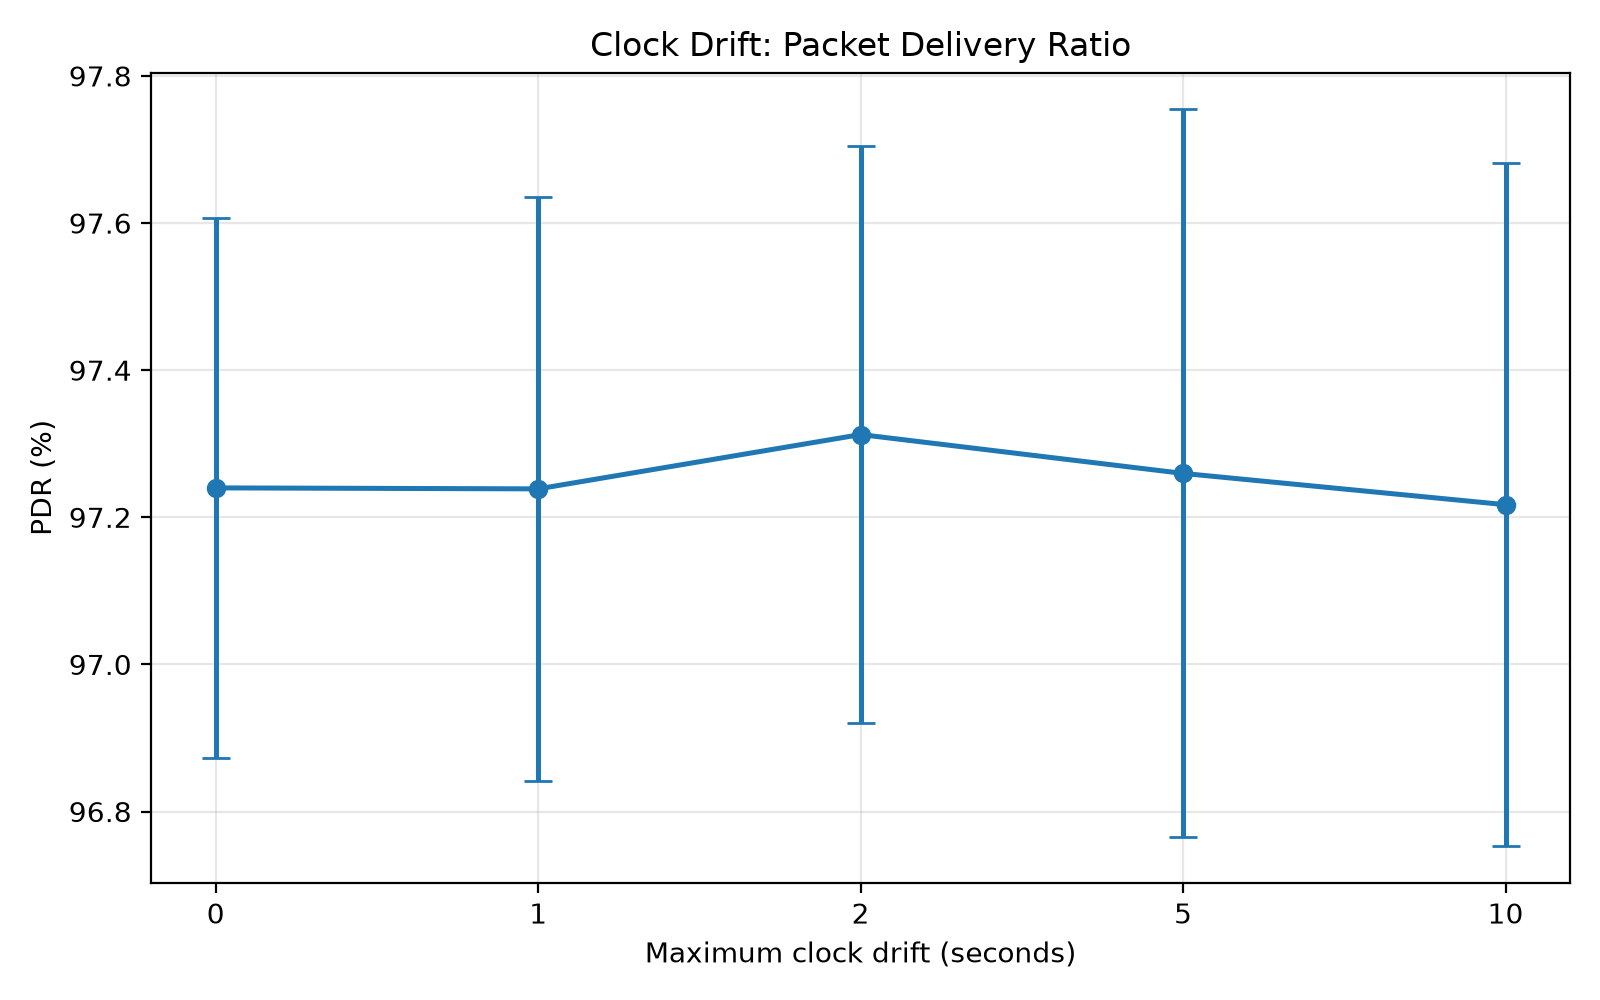 Clock Drift: Packet Delivery Ratio
97.8
97.6
97.4
97.2
97.0
96.8
PDR (%)
0 1 2 5 10
Maximum clock drift (seconds)